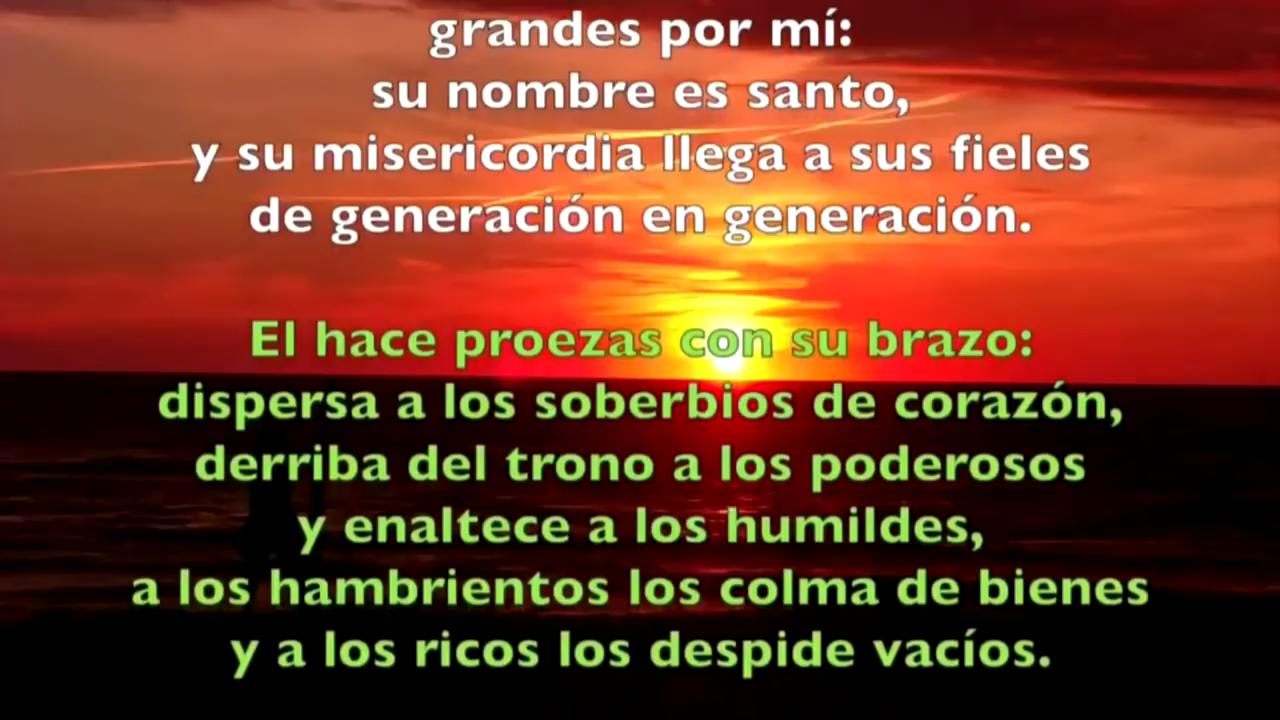 grandes por mí:
su nombre es santo,
y su misericordia llega a sus fieles
de generación en generación.
El hace proezas con su brazo:
dispersa a los soberbios de corazón,
derriba del trono a los poderosos
y enaltece a los humildes,
a los hambrientos los colma de bienes
y a los ricos los despide vacíos.